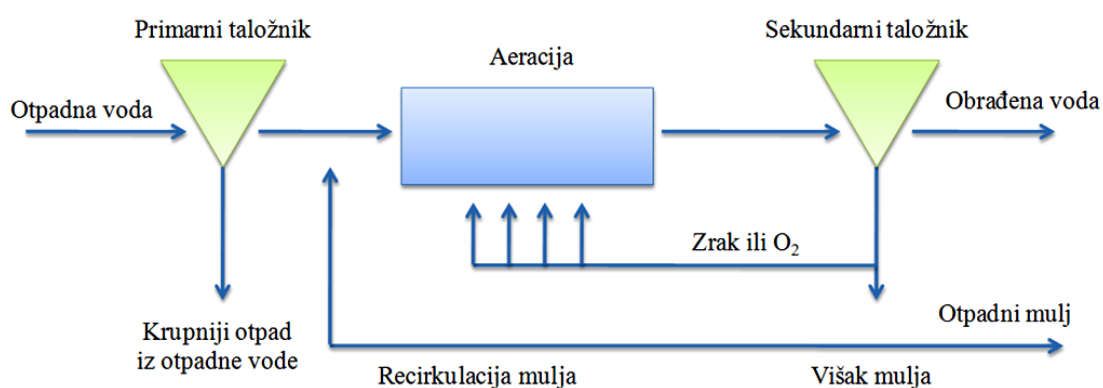 Primarni taložnik
Sekundarni taložnik
Aeracija
Otpadna voda
Obrađena voda
Zrak ili O₂
Krupniji otpad
iz otpadne vode
Otpadni mulj
Recirkulacija mulja
Višak mulja